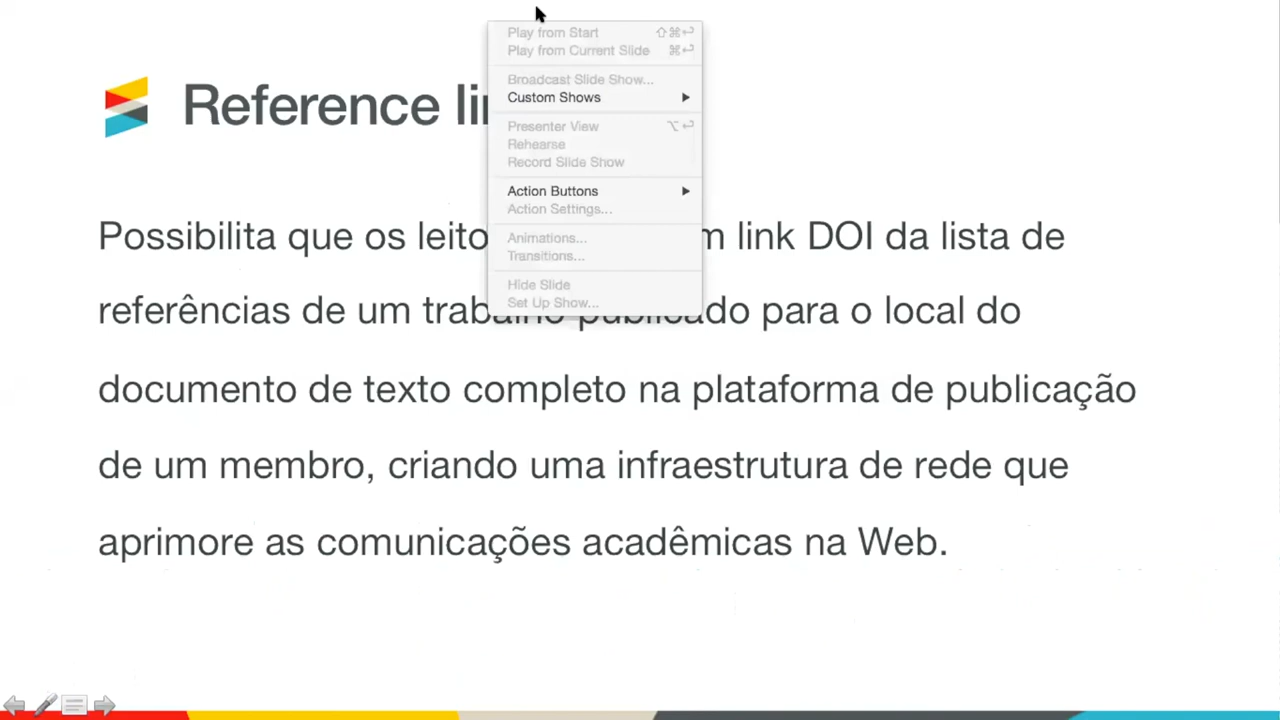 Play from Start ⇧⌘↩
Play from Current Slide ⌘↩
Broadcast Slide Show...
Custom Shows
Presenter View ⌥↩
Rehearse
Record Slide Show
Action Buttons
Action Settings...
Animations...
Transitions...
Hide Slide
Set Up Show...
Reference
Possibilita que os link DOI da lista de
referências de um trabalho publicado para o local do
documento de texto completo na plataforma de publicação
de um membro, criando uma infraestrutura de rede que
aprimore as comunicações acadêmicas na Web.